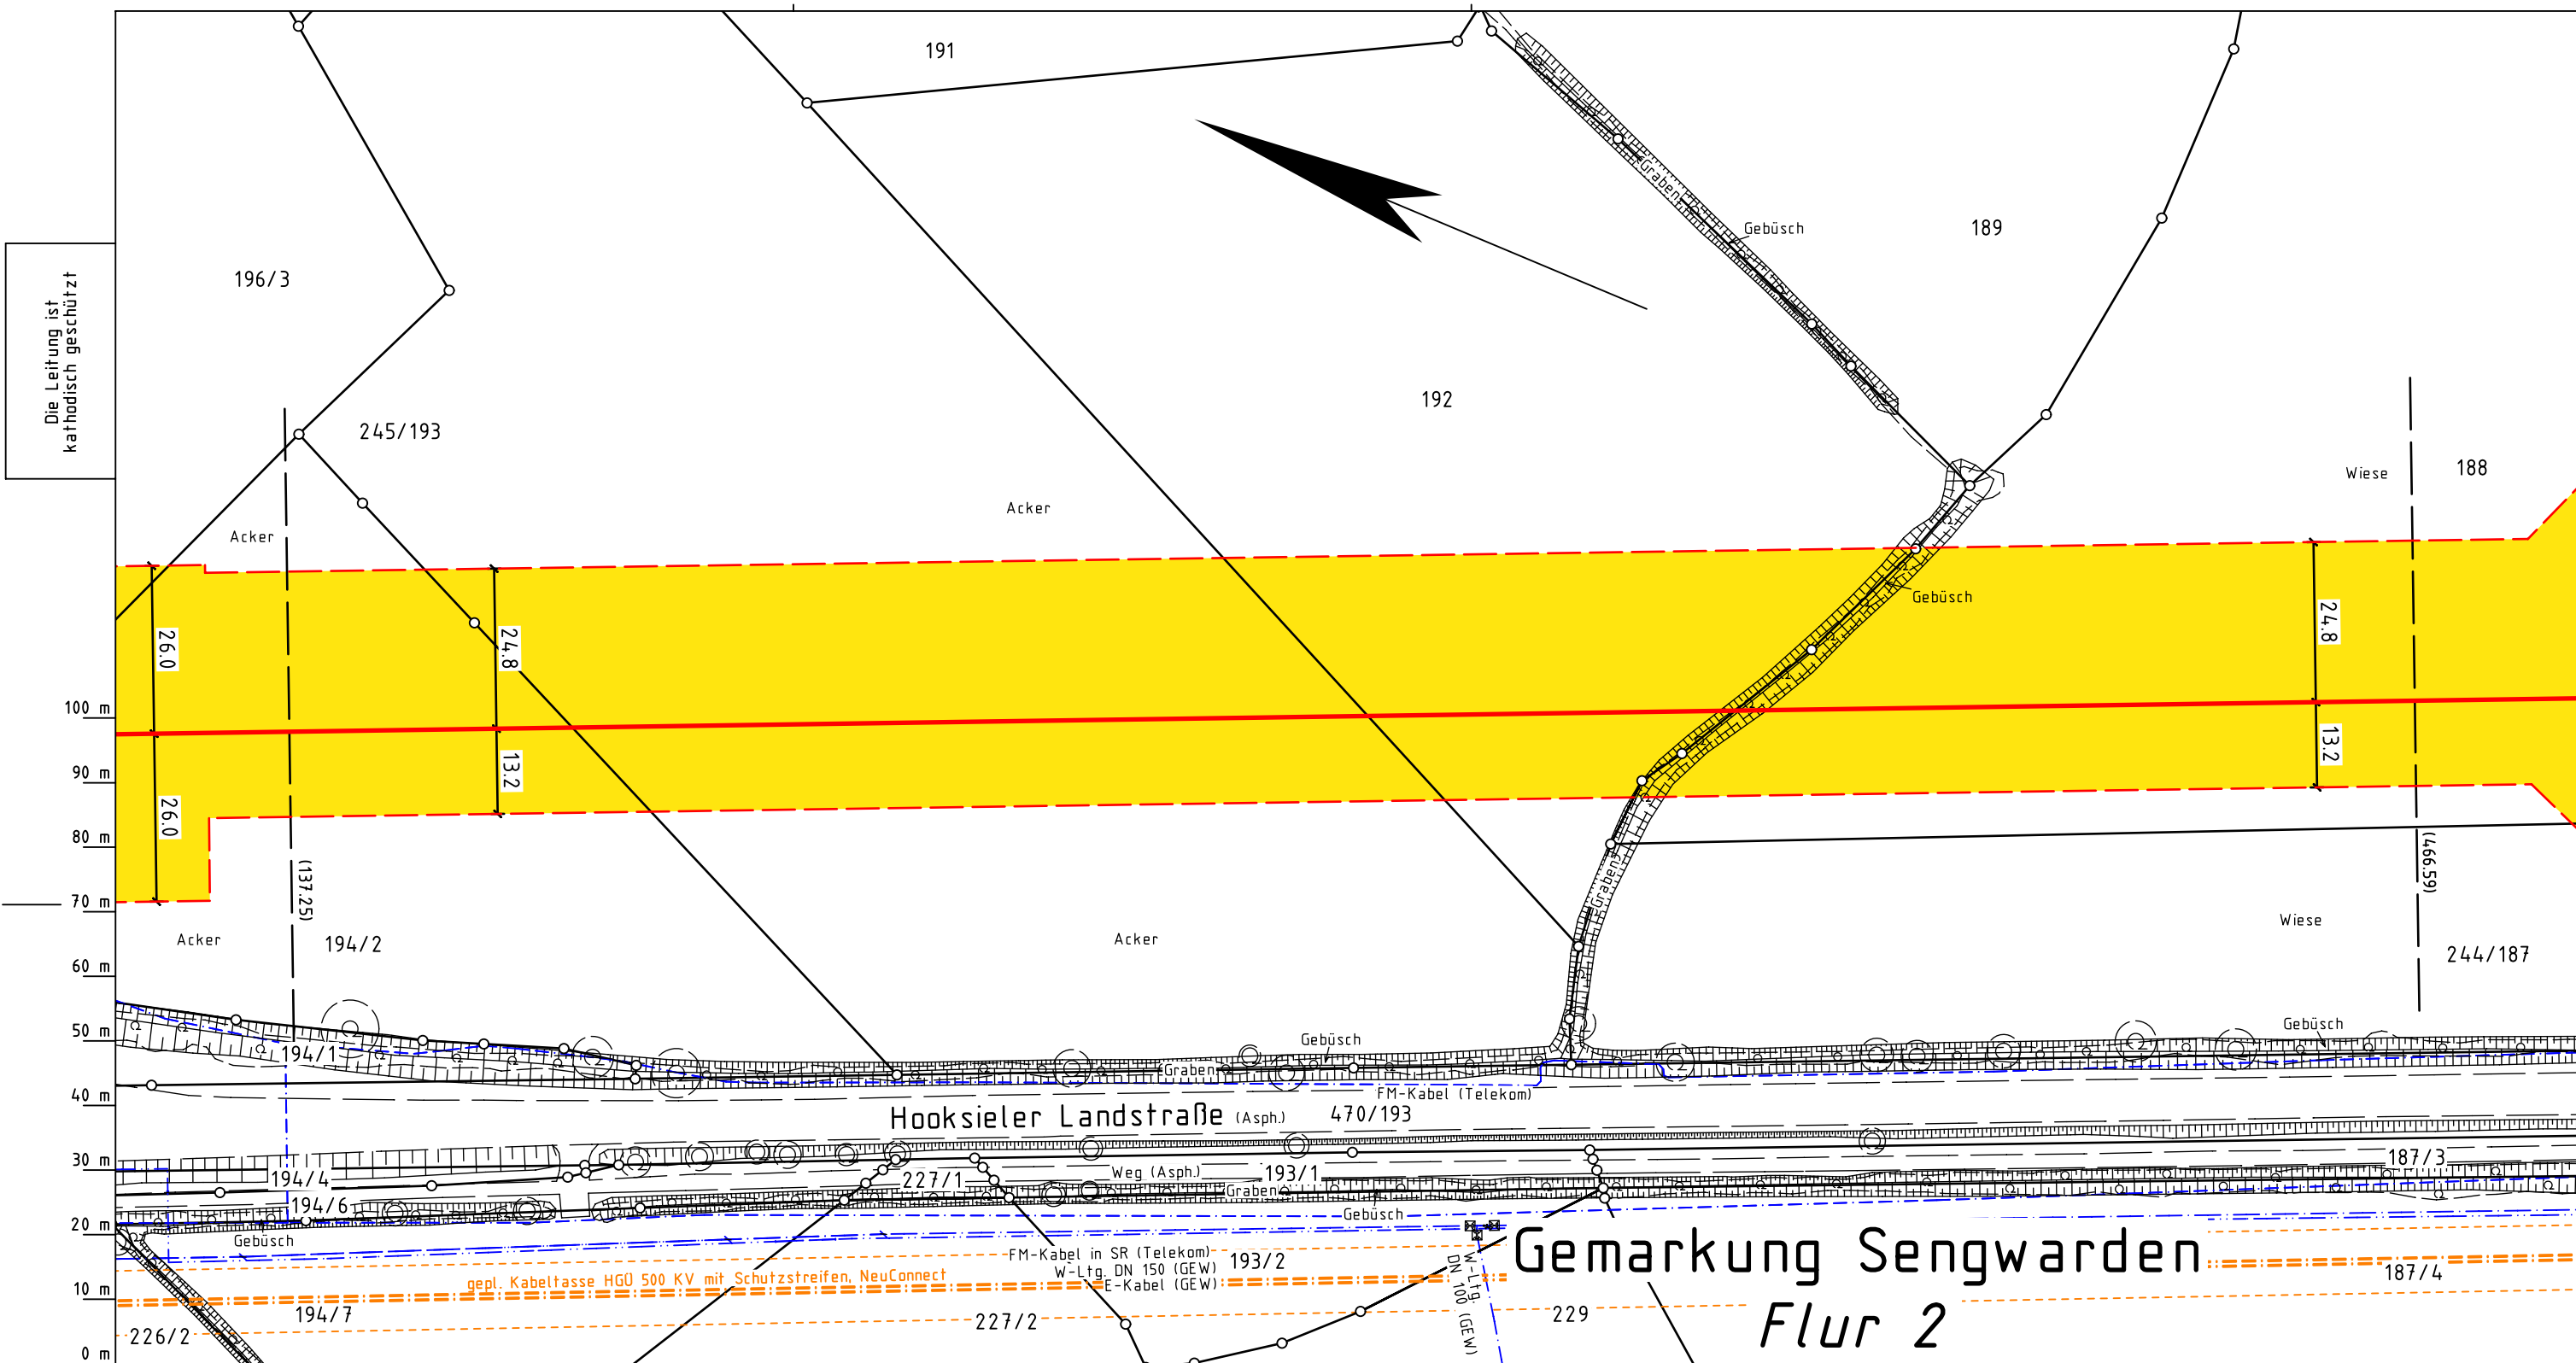 191
189
Graben
Gebüsch
196/3
Die Leitung ist
kathodisch geschützt
192
245/193
Acker
Acker
Wiese
188
Gebüsch
26.0
24.8
24.8
100 m
13.2
13.2
90 m
26.0
80 m
(137.25)
(466.59)
Graben
70 m
Acker
194/2
Acker
Wiese
244/187
60 m
50 m
194/1
Gebüsch
Gebüsch
Graben
40 m
FM-Kabel (Telekom)
Hooksieler Landstraße (Asph.)
470/193
30 m
194/4
227/1
Weg (Asph.)
193/1
187/3
Graben
194/6
20 m
Gebüsch
Gebüsch
FM-Kabel in SR (Telekom)
193/2
W-Ltg. DN 150 (GEW)
E-Kabel (GEW)
W-Ltg.
DN 100 (GEW)
Gemarkung Sengwarden
187/4
gepl. Kabeltasse HGÜ 500 KV mit Schutzstreifen, NeuConnect
10 m
194/7
227/2
229
Flur 2
226/2
0 m